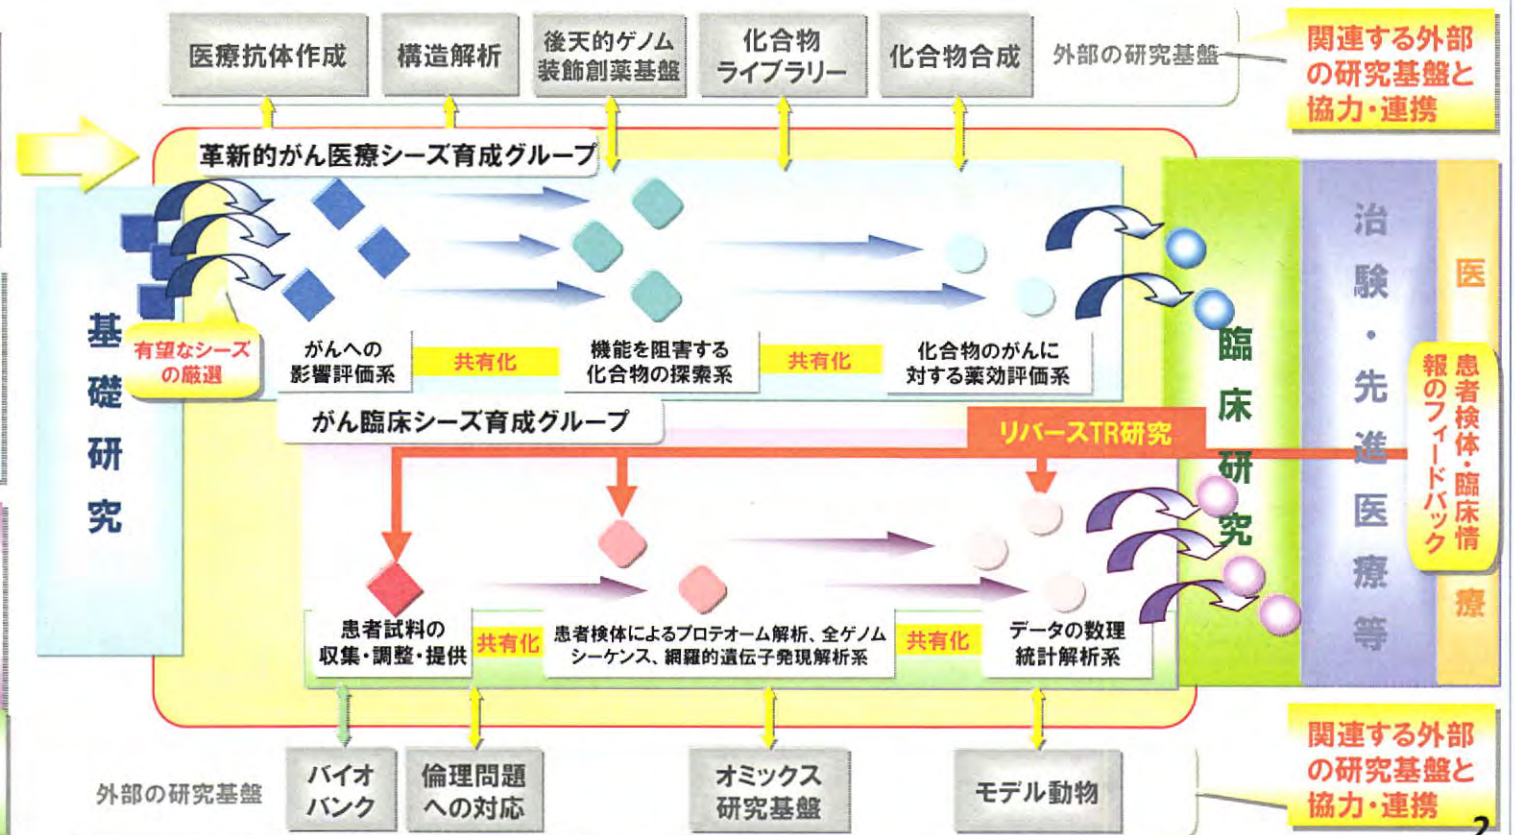 医療抗体作成
構造解析
後天的ゲノム
装飾創薬基盤
化合物
ライブラリー
化合物合成
外部の研究基盤
関連する外部
の研究基盤と
協力・連携
革新的がん医療シーズ育成グループ
基礎研究
有望なシーズ
の厳選
がんへの
影響評価系
共有化
機能を阻害する
化合物の探索系
共有化
化合物のがんに
対する薬効評価系
臨床研究
治験・先進医療等
医療
患者検体・臨床情
報のフィードバック
がん臨床シーズ育成グループ
リバースTR研究
患者試料の
収集・調整・提供
共有化
患者検体によるプロテオーム解析、全ゲノム
シーケンス、網羅的遺伝子発現解析系
共有化
データの数理
統計解析系
外部の研究基盤
バイオ
バンク
倫理問題
への対応
オミックス
研究基盤
モデル動物
関連する外部
の研究基盤と
協力・連携
2